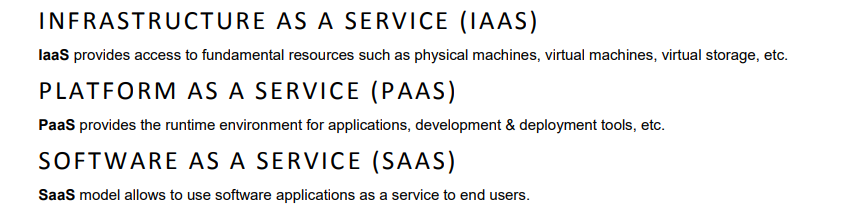 INFRASTRUCTURE AS A SERVICE (IAAS)
IaaS provides access to fundamental resources such as physical machines, virtual machines, virtual storage, etc.
PLATFORM AS A SERVICE (PAAS)
PaaS provides the runtime environment for applications, development & deployment tools, etc.
SOFTWARE AS A SERVICE (SAAS)
SaaS model allows to use software applications as a service to end users.